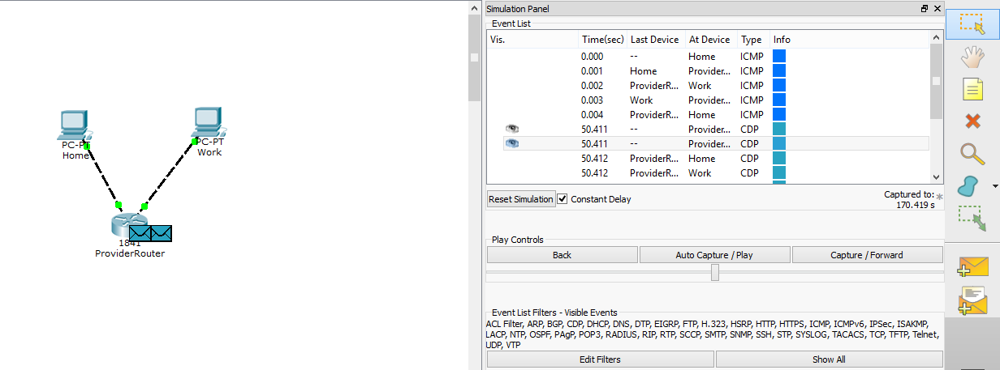 PC-PT
Home
PC-PT
Work
1841
ProviderRouter
Simulation Panel
Event List
Vis. Time(sec) Last Device At Device Type Info
0.000 -- Home ICMP
0.001 Home Provider... ICMP
0.002 ProviderR... Work ICMP
0.003 Work Provider... ICMP
0.004 ProviderR... Home ICMP
50.411 -- Provider... CDP
50.411 -- Provider... CDP
50.412 ProviderR... Home CDP
50.412 ProviderR... Work CDP
Reset Simulation Constant Delay Captured to: *
170.419 s
Play Controls
Back Auto Capture / Play Capture / Forward
Event List Filters - Visible Events
ACL Filter, ARP, BGP, CDP, DHCP, DNS, DTP, EIGRP, FTP, H.323, HSRP, HTTP, HTTPS, ICMP, ICMPv6, IPSec, ISAKMP,
LACP, NTP, OSPF, PAgP, POP3, RADIUS, RIP, RTP, SCCP, SMTP, SNMP, SSH, STP, SYSLOG, TACACS, TCP, TFTP, Telnet,
UDP, VTP
Edit Filters Show All